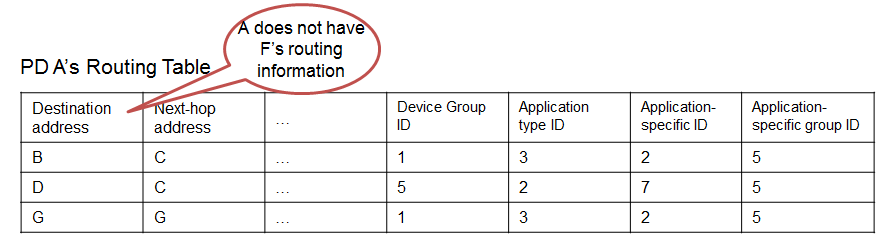 A does not have
F's routing
information
PD A's Routing Table
Destination address Next-hop address ... Device Group ID Application type ID Application-specific ID Application-specific group ID
B C ... 1 3 2 5
D C ... 5 2 7 5
G G ... 1 3 2 5